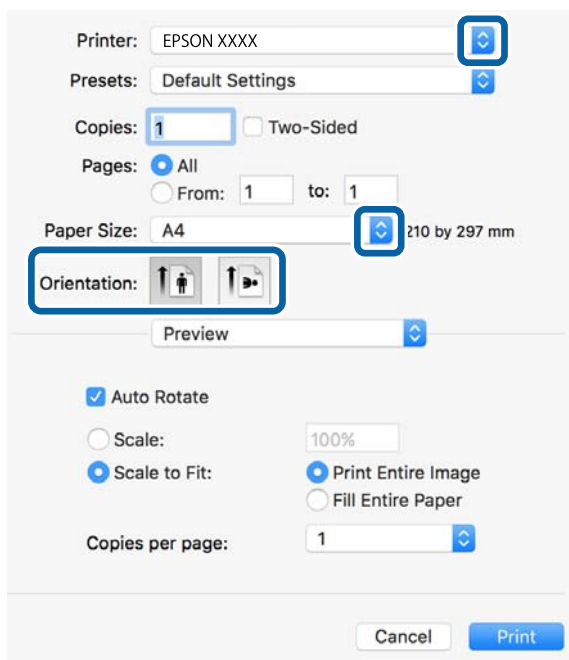 Printer: EPSON XXXX
Presets: Default Settings
Copies: 1 Two-Sided
Pages: All
From: 1 to: 1
Paper Size: A4 210 by 297 mm
Orientation:
Preview
Auto Rotate
Scale: 100%
Scale to Fit: Print Entire Image
Fill Entire Paper
Copies per page: 1
Cancel Print